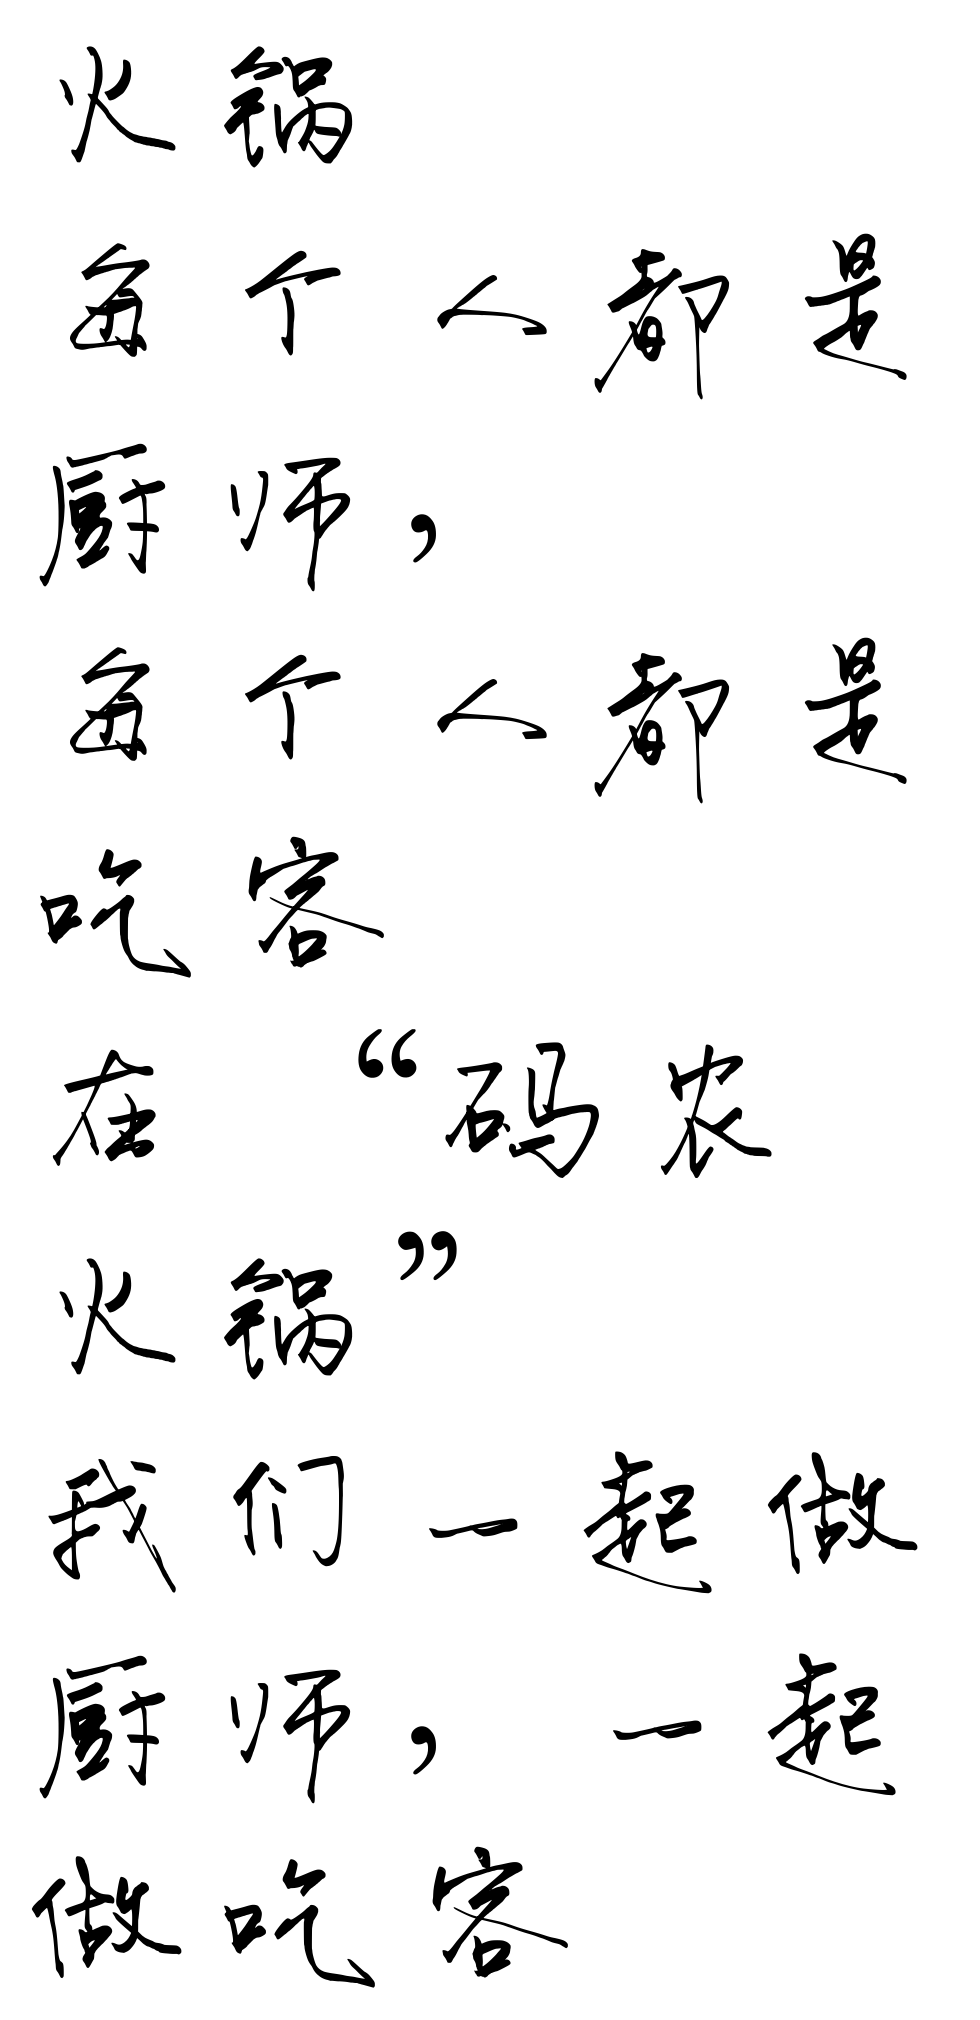 火锅
每个人都是
厨师，
每个人都是
吃客
在 “码农
火锅”
我们一起做
厨师， 一起
做吃客